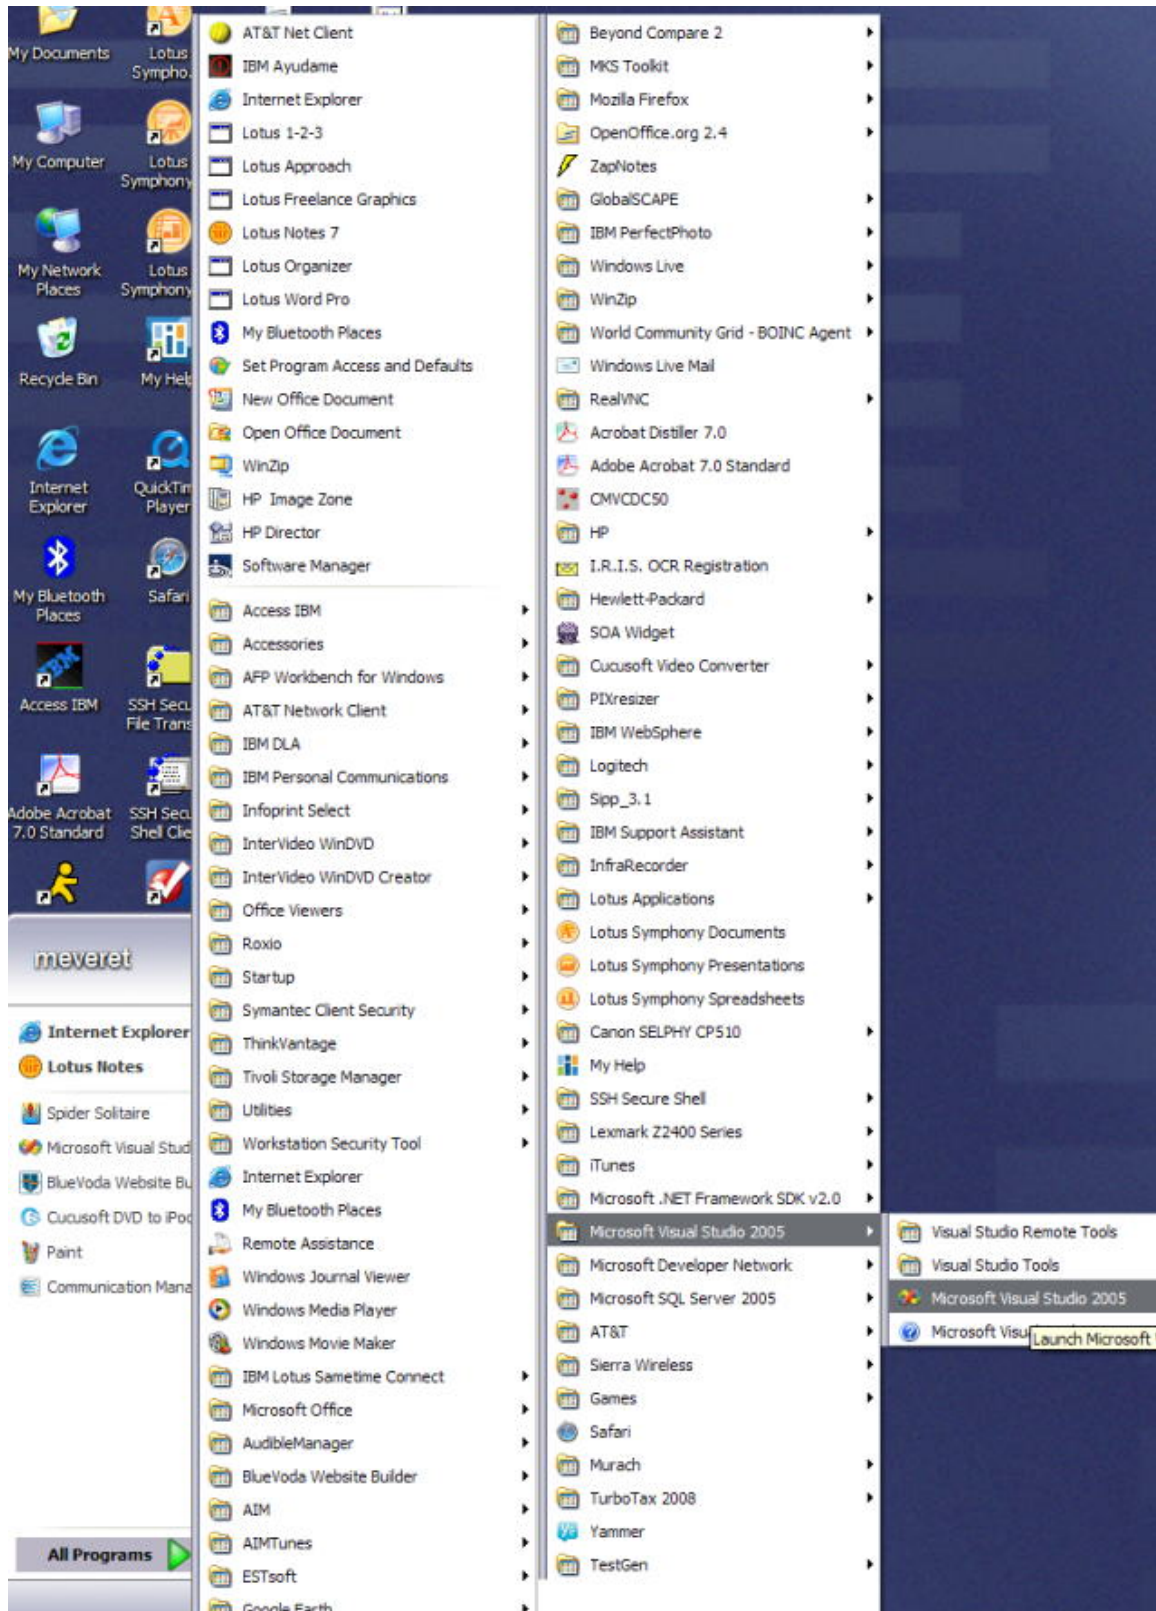 My Documents
Lotus
Sympho..
My Computer
Lotus
Symphony
My Network
Places
Lotus
Symphony
Recycle Bin
My Help
Internet
Explorer
QuickTim
Player
My Bluetooth
Places
Safari
Access IBM
SSH Secu
File Trans
Adobe Acrobat
7.0 Standard
SSH Secu
Shell Clie
meveret
Internet Explorer
Lotus Notes
Spider Solitaire
Microsoft Visual Stud
BlueVoda Website Bu
Cucusoft DVD to iPod
Paint
Communication Mana
All Programs
AT&T Net Client
IBM Ayudame
Internet Explorer
Lotus 1-2-3
Lotus Approach
Lotus Freelance Graphics
Lotus Notes 7
Lotus Organizer
Lotus Word Pro
My Bluetooth Places
Set Program Access and Defaults
New Office Document
Open Office Document
WinZip
HP Image Zone
HP Director
Software Manager
Access IBM
Accessories
AFP Workbench for Windows
AT&T Network Client
IBM DLA
IBM Personal Communications
Infoprint Select
InterVideo WinDVD
InterVideo WinDVD Creator
Office Viewers
Roxio
Startup
Symantec Client Security
ThinkVantage
Tivoli Storage Manager
Utilities
Workstation Security Tool
Internet Explorer
My Bluetooth Places
Remote Assistance
Windows Journal Viewer
Windows Media Player
Windows Movie Maker
IBM Lotus Sametime Connect
Microsoft Office
AudibleManager
BlueVoda Website Builder
AIM
AIMTunes
ESTsoft
Google Earth
Beyond Compare 2
MKS Toolkit
Mozilla Firefox
OpenOffice.org 2.4
ZapNotes
GlobalSCAPE
IBM PerfectPhoto
Windows Live
WinZip
World Community Grid - BOINC Agent
Windows Live Mail
RealVNC
Acrobat Distiller 7.0
Adobe Acrobat 7.0 Standard
CMVCDC50
HP
I.R.I.S. OCR Registration
Hewlett-Packard
SOA Widget
Cucusoft Video Converter
PIXresizer
IBM WebSphere
Logitech
Sipp_3.1
IBM Support Assistant
InfraRecorder
Lotus Applications
Lotus Symphony Documents
Lotus Symphony Presentations
Lotus Symphony Spreadsheets
Canon SELPHY CP510
My Help
SSH Secure Shell
Lexmark Z2400 Series
iTunes
Microsoft .NET Framework SDK v2.0
Microsoft Visual Studio 2005
Microsoft Developer Network
Microsoft SQL Server 2005
AT&T
Sierra Wireless
Games
Safari
Murach
TurboTax 2008
Yammer
TestGen
Visual Studio Remote Tools
Visual Studio Tools
Microsoft Visual Studio 2005
Microsoft Visu
Launch Microsoft